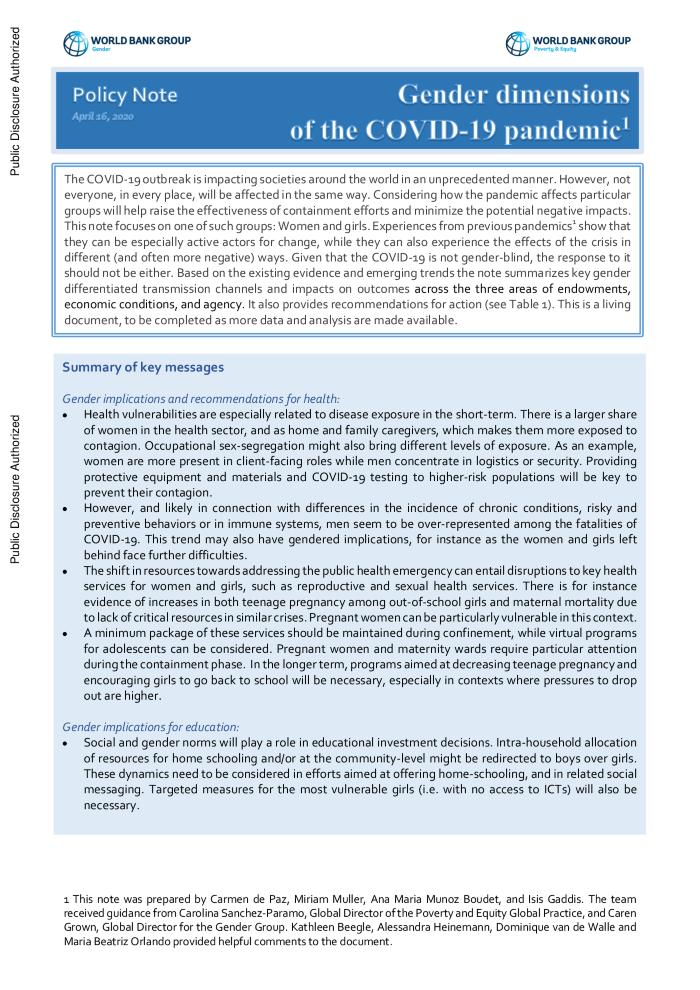 WORLD BANK GROUP
Gender
WORLD BANK GROUP
Poverty & Equity
Public Disclosure Authorized
Policy Note
April 16, 2020
Gender dimensions
of the COVID-19 pandemic1
The COVID-19 outbreak is impacting societies around the world in an unprecedented manner. However, not
everyone, in every place, will be affected in the same way. Considering how the pandemic affects particular
groups will help raise the effectiveness of containment efforts and minimize the potential negative impacts.
This note focuses on one of such groups: Women and girls. Experiences from previous pandemics1 show that
they can be especially active actors for change, while they can also experience the effects of the crisis in
different (and often more negative) ways. Given that the COVID-19 is not gender-blind, the response to it
should not be either. Based on the existing evidence and emerging trends the note summarizes key gender
differentiated transmission channels and impacts on outcomes across the three areas of endowments,
economic conditions, and agency. It also provides recommendations for action (see Table 1). This is a living
document, to be completed as more data and analysis are made available.
Summary of key messages
Gender implications and recommendations for health:
• Health vulnerabilities are especially related to disease exposure in the short-term. There is a larger share
of women in the health sector, and as home and family caregivers, which makes them more exposed to
contagion. Occupational sex-segregation might also bring different levels of exposure. As an example,
women are more present in client-facing roles while men concentrate in logistics or security. Providing
protective equipment and materials and COVID-19 testing to higher-risk populations will be key to
prevent their contagion.
• However, and likely in connection with differences in the incidence of chronic conditions, risky and
preventive behaviors or in immune systems, men seem to be over-represented among the fatalities of
COVID-19. This trend may also have gendered implications, for instance as the women and girls left
behind face further difficulties.
• The shift in resources towards addressing the public health emergency can entail disruptions to key health
services for women and girls, such as reproductive and sexual health services. There is for instance
evidence of increases in both teenage pregnancy among out-of-school girls and maternal mortality due
to lack of critical resources in similar crises. Pregnant women can be particularly vulnerable in this context.
• A minimum package of these services should be maintained during confinement, while virtual programs
for adolescents can be considered. Pregnant women and maternity wards require particular attention
during the containment phase. In the longer term, programs aimed at decreasing teenage pregnancy and
encouraging girls to go back to school will be necessary, especially in contexts where pressures to drop
out are higher.
Gender implications for education:
• Social and gender norms will play a role in educational investment decisions. Intra-household allocation
of resources for home schooling and/or at the community-level might be redirected to boys over girls.
These dynamics need to be considered in efforts aimed at offering home-schooling, and in related social
messaging. Targeted measures for the most vulnerable girls (i.e. with no access to ICTs) will also be
necessary.
Public Disclosure Authorized
1 This note was prepared by Carmen de Paz, Miriam Muller, Ana Maria Munoz Boudet, and Isis Gaddis. The team
received guidance from Carolina Sanchez-Paramo, Global Director of the Poverty and Equity Global Practice, and Caren
Grown, Global Director for the Gender Group. Kathleen Beegle, Alessandra Heinemann, Dominique van de Walle and
Maria Beatriz Orlando provided helpful comments to the document.